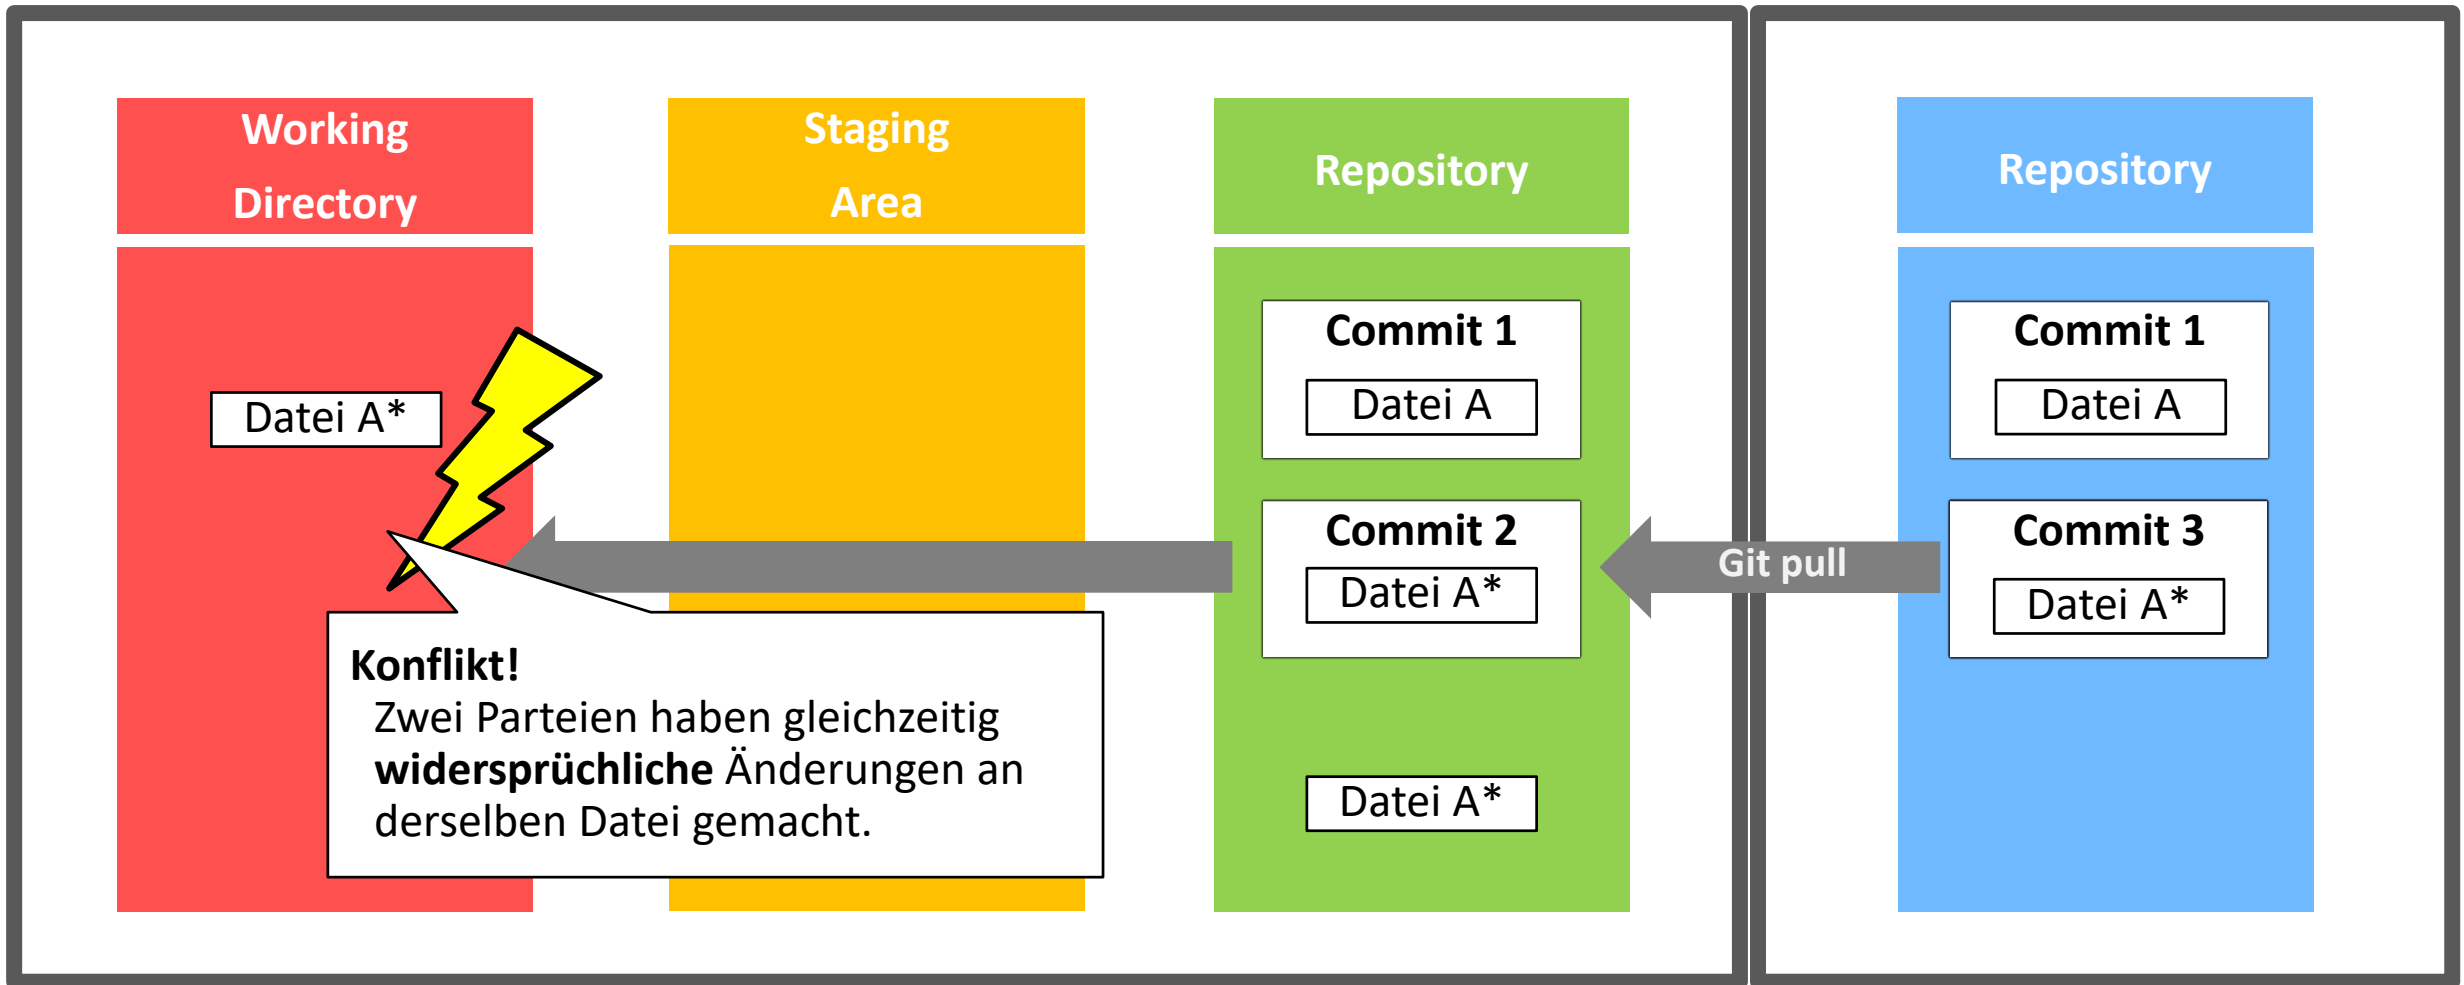 Working
Directory
Staging
Area
Repository
Repository
Datei A*
Commit 1
Datei A
Commit 2
Datei A*
Datei A*
Git pull
Commit 1
Datei A
Commit 3
Datei A*
Konflikt!
Zwei Parteien haben gleichzeitig
widersprüchliche Änderungen an
derselben Datei gemacht.